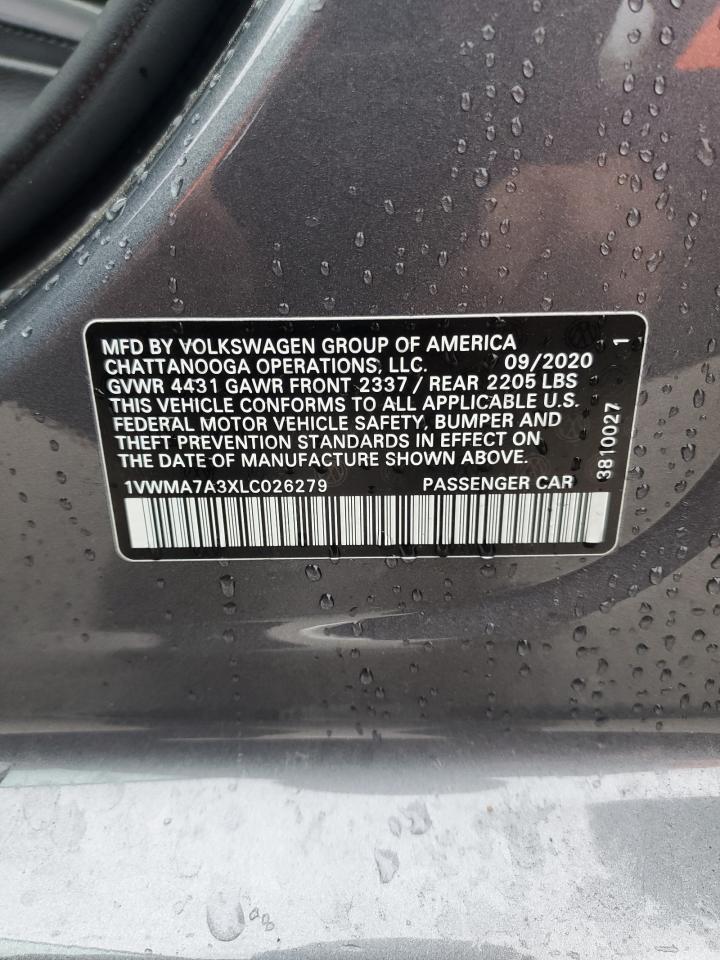 MFD BY VOLKSWAGEN GROUP OF AMERICA
CHATTANOOGA OPERATIONS, LLC. 09/2020
GVWR 4431 GAWR FRONT 2337 / REAR 2205 LBS
THIS VEHICLE CONFORMS TO ALL APPLICABLE U.S.
FEDERAL MOTOR VEHICLE SAFETY, BUMPER AND
THEFT PREVENTION STANDARDS IN EFFECT ON
THE DATE OF MANUFACTURE SHOWN ABOVE.
1VWMA7A3XLC026279 PASSENGER CAR
3810027 1